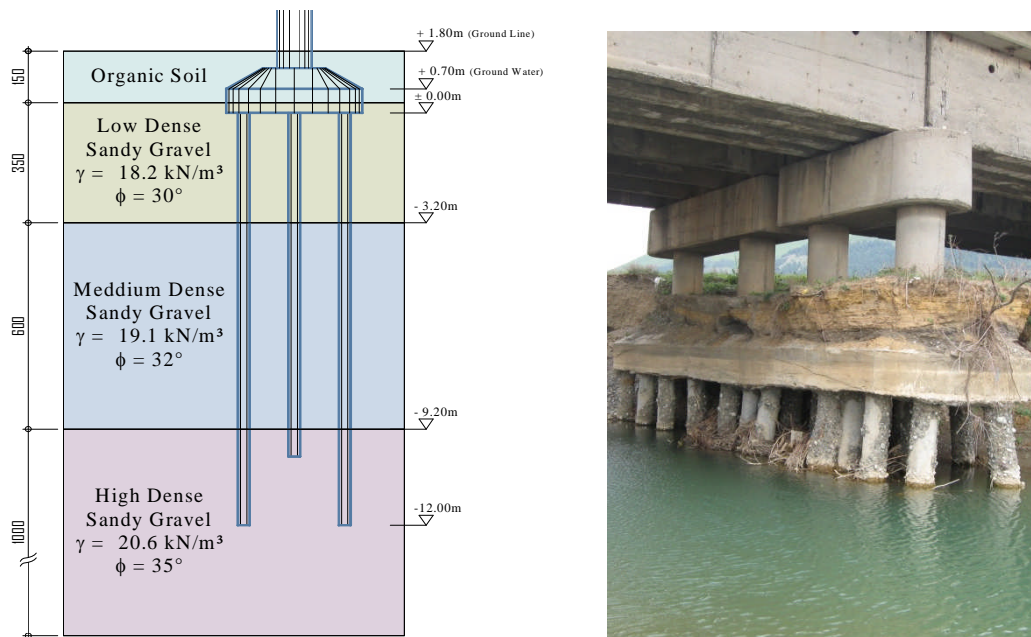 + 1.80m (Ground Line)
150
Organic Soil
+ 0.70m (Ground Water)
± 0.00m
Low Dense
Sandy Gravel
γ = 18.2 kN/m³
ϕ = 30°
350
- 3.20m
Meddium Dense
Sandy Gravel
γ = 19.1 kN/m³
ϕ = 32°
600
- 9.20m
High Dense
Sandy Gravel
γ = 20.6 kN/m³
ϕ = 35°
1000
-12.00m